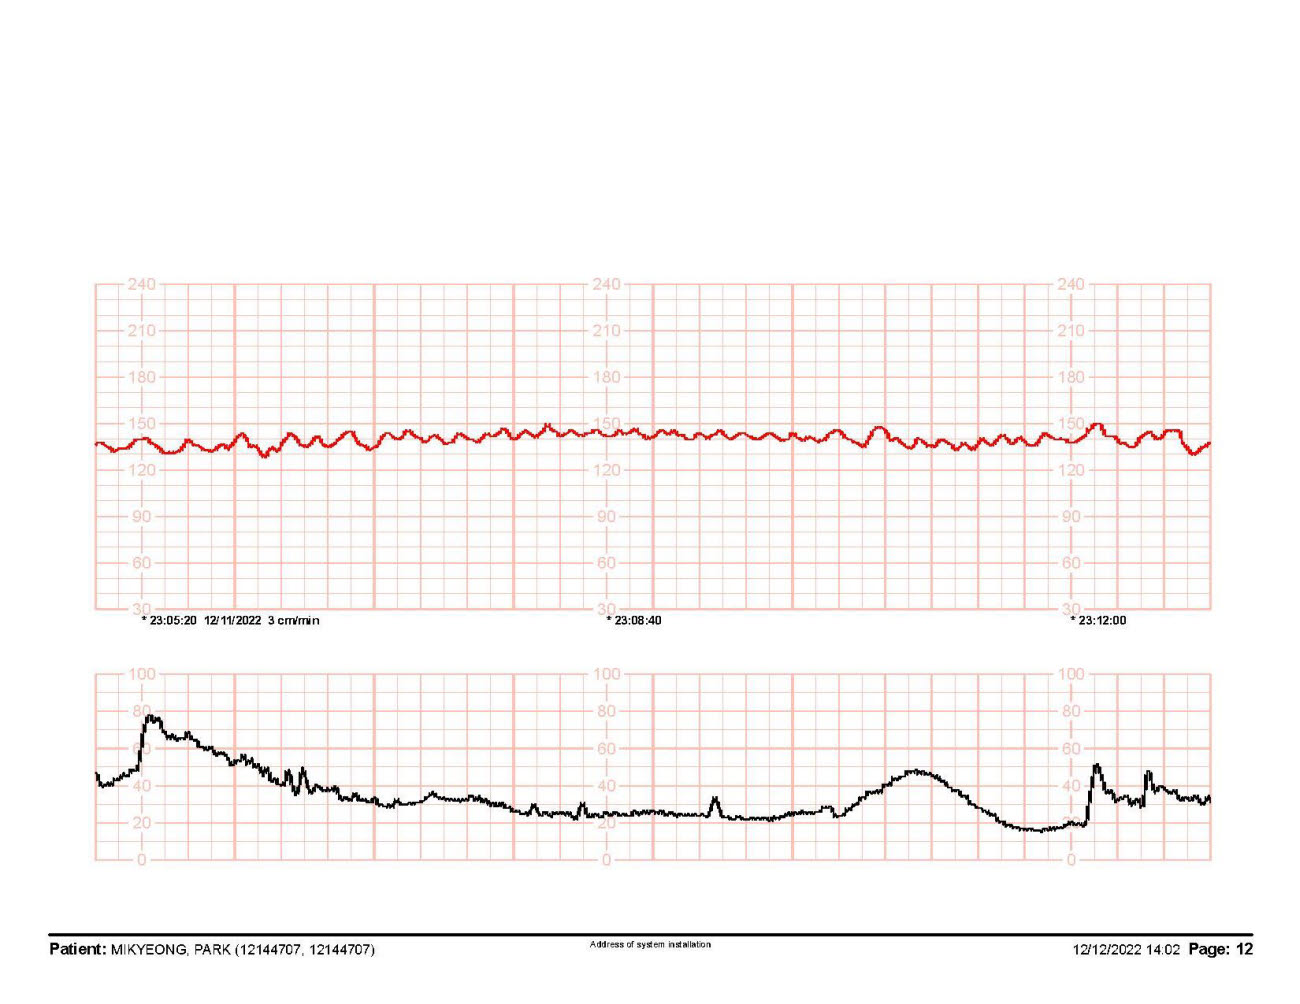 240 240 240
210 210 210
180 180 180
150 150 150
120 120 120
90 90 90
60 60 60
30 30 30
* 23:05:20 12/11/2022 3 cm/min * 23:08:40 * 23:12:00
100 100 100
80 80 80
60 60 60
40 40 40
20 20 20
0 0 0
Patient: MIKYEONG, PARK (12144707, 12144707) Address of system installation 12/12/2022 14:02 Page: 12